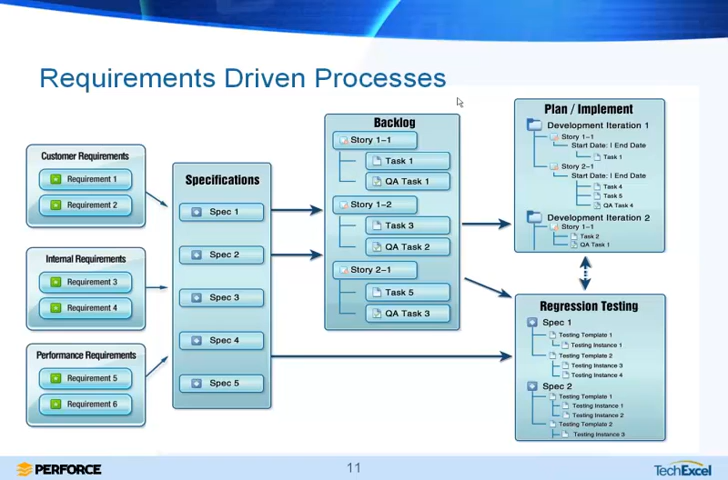 Requirements Driven Processes
Customer Requirements
Requirement 1
Requirement 2
Internal Requirements
Requirement 3
Requirement 4
Performance Requirements
Requirement 5
Requirement 6
Specifications
Spec 1
Spec 2
Spec 3
Spec 4
Spec 5
Backlog
Story 1-1
Task 1
QA Task 1
Story 1-2
Task 3
QA Task 2
Story 2-1
Task 5
QA Task 3
Plan / Implement
Development Iteration 1
Story 1-1
Start Date: I End Date
Task 1
Story 2-1
Start Date: I End Date
Task 4
Task 5
QA Task 4
Development Iteration 2
Story 1-1
Task 2
QA Task 1
Regression Testing
Spec 1
Testing Template 1
Testing Instance 1
Testing Template 2
Testing Instance 3
Testing Instance 4
Spec 2
Testing Template 1
Testing Instance 1
Testing Instance 2
Testing Template 2
Testing Instance 3
PERFORCE
11
TechExcel